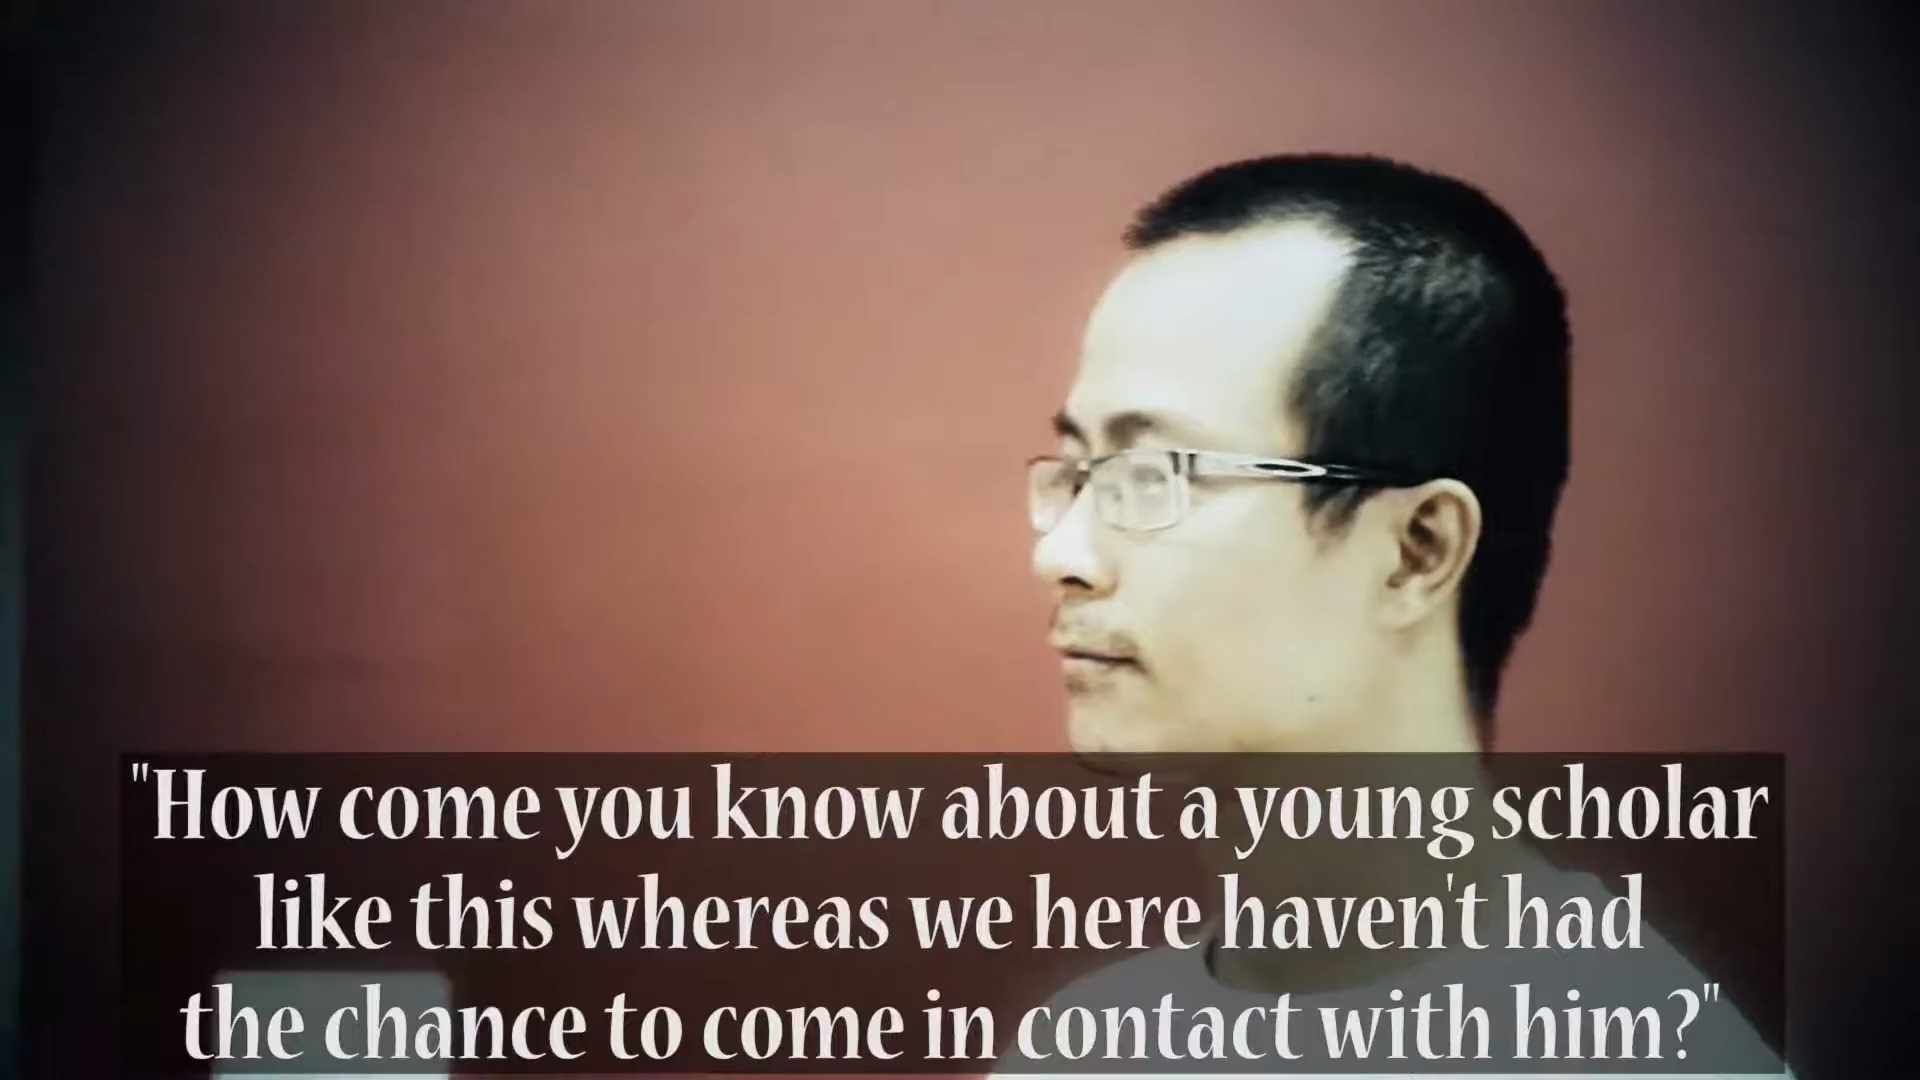 "How come you know about a young scholar
like this whereas we here haven't had
the chance to come in contact with him?"